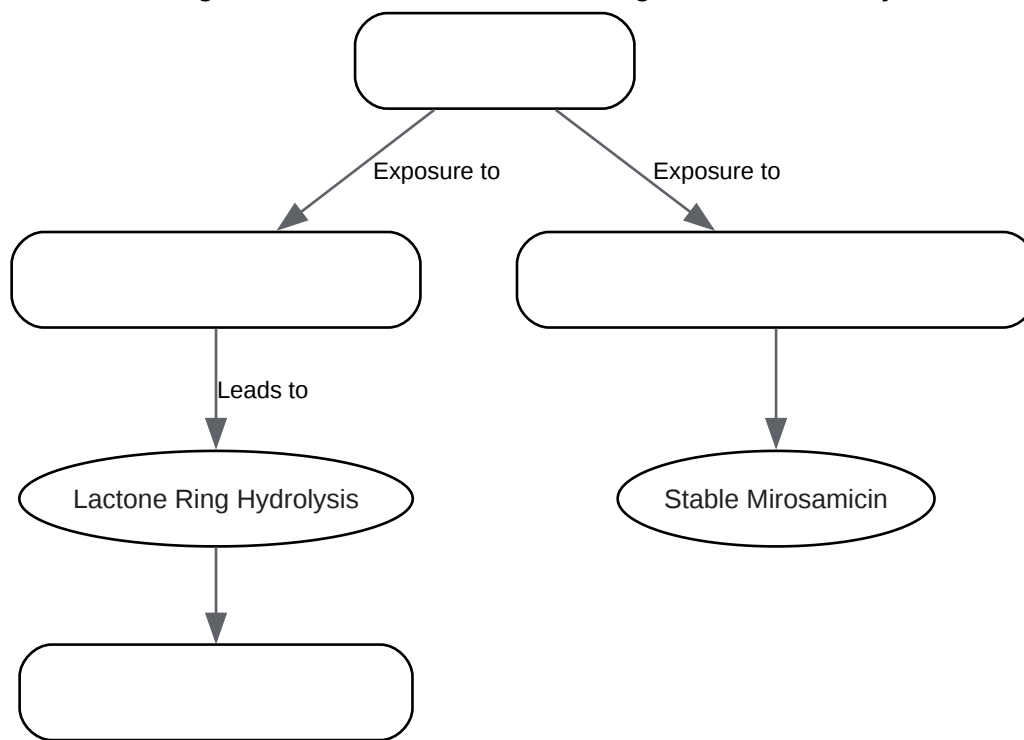 Exposure to
Exposure to
Leads to
Lactone Ring Hydrolysis
Stable Mirosamicin